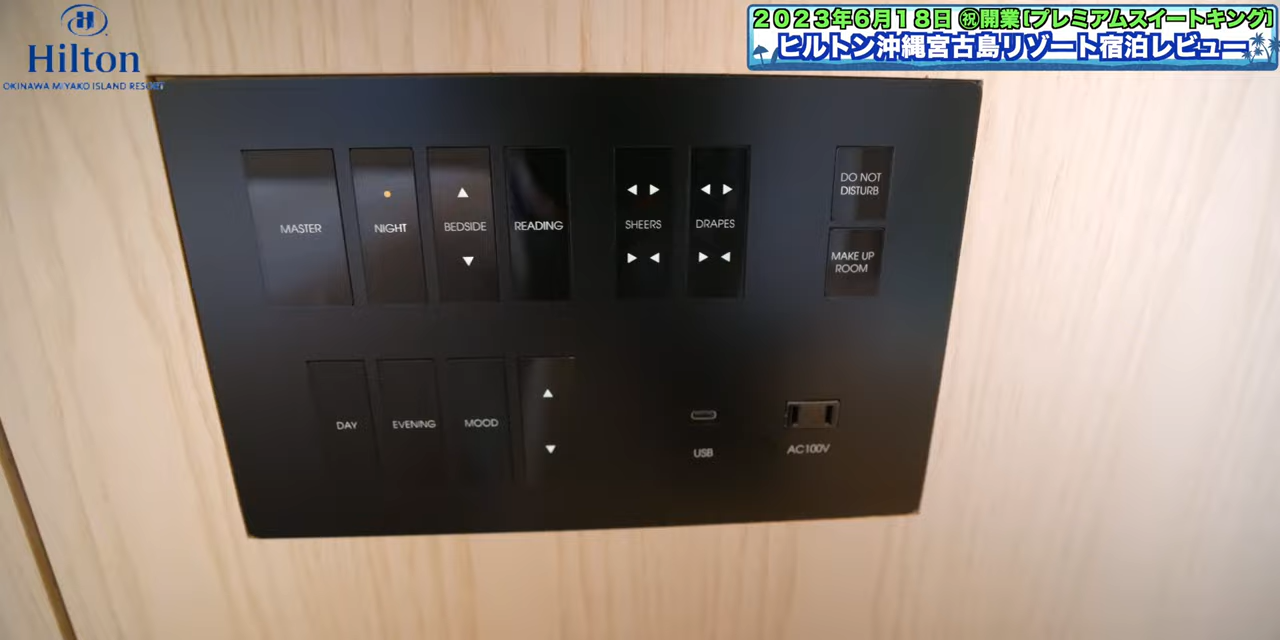 Hilton
OKINAWA MIYAKO ISLAND RESORT
2023年6月18日 ㊗開業[プレミアムスイートキング]
ヒルトン沖縄宮古島リゾート宿泊レビュー
MASTER
NIGHT
BEDSIDE
READING
SHEERS
DRAPES
DO NOT
DISTURB
MAKE UP
ROOM
DAY
EVENING
MOOD
USB
AC100V